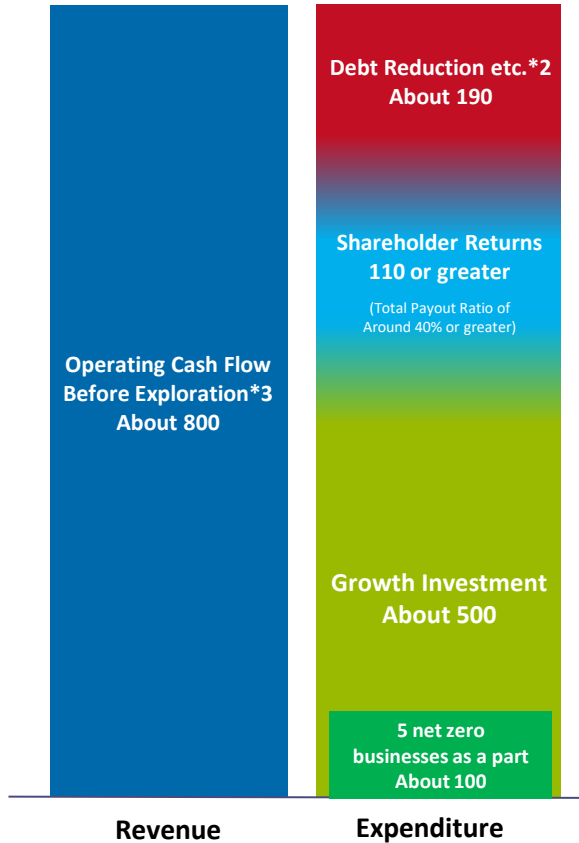 Debt Reduction etc.*2
About 190
Shareholder Returns
110 or greater
(Total Payout Ratio of
Around 40% or greater)
Operating Cash Flow
Before Exploration*3
About 800
Growth Investment
About 500
5 net zero
businesses as a part
About 100
Revenue
Expenditure